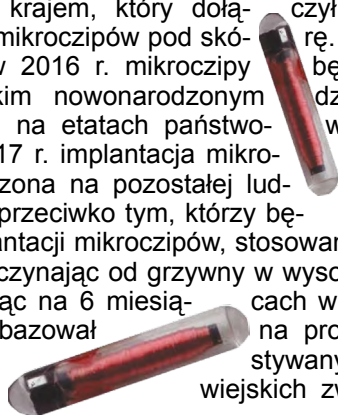 krajem, który dołą- czył
mikroczipów pod skó- rę.
w 2016 r. mikroczipy bę
kim nowonarodzonym dz
na etatach państwo- w
17 r. implantacja mikro-
zona na pozostałej lud-
przeciwko tym, którzy bę-
antacji mikroczipów, stosowan
czynając od grzywny w wyso
ąc na 6 miesią- cach w
bazował na pro
stywany
wiejskich zw